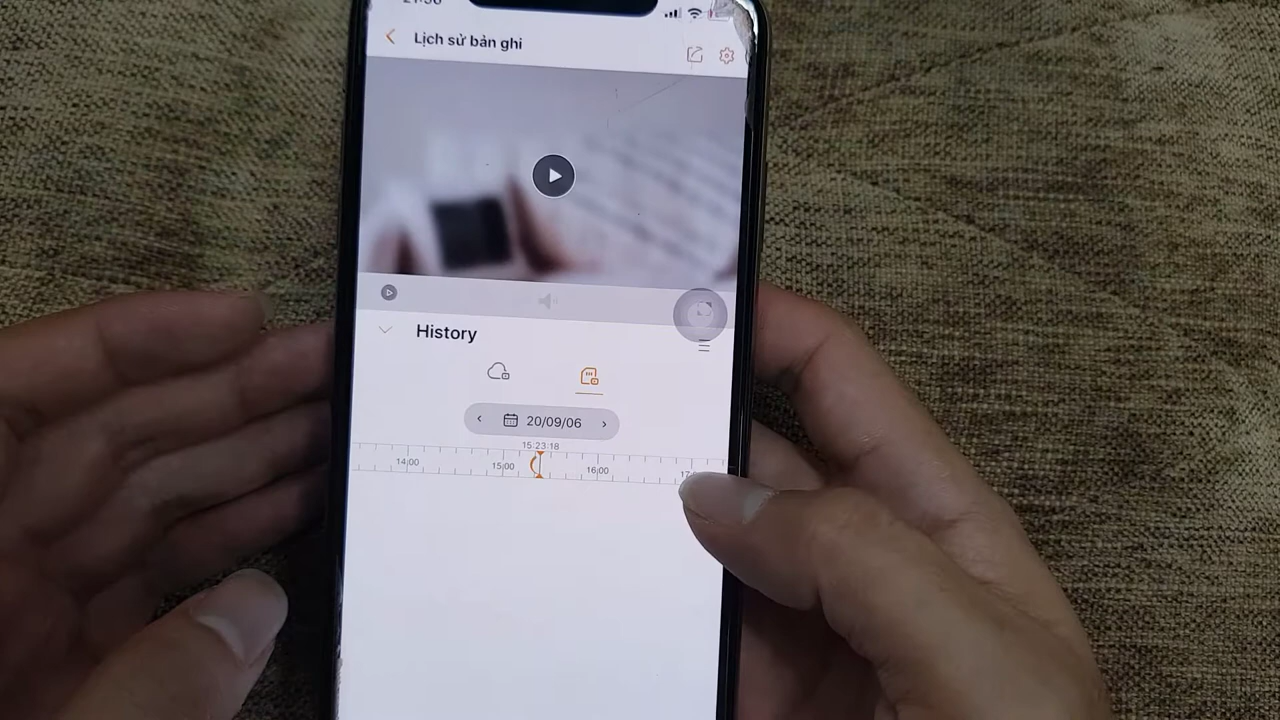 Lịch sử bản ghi
History
20/09/06
15:23:18
14:00
15:00
16:00